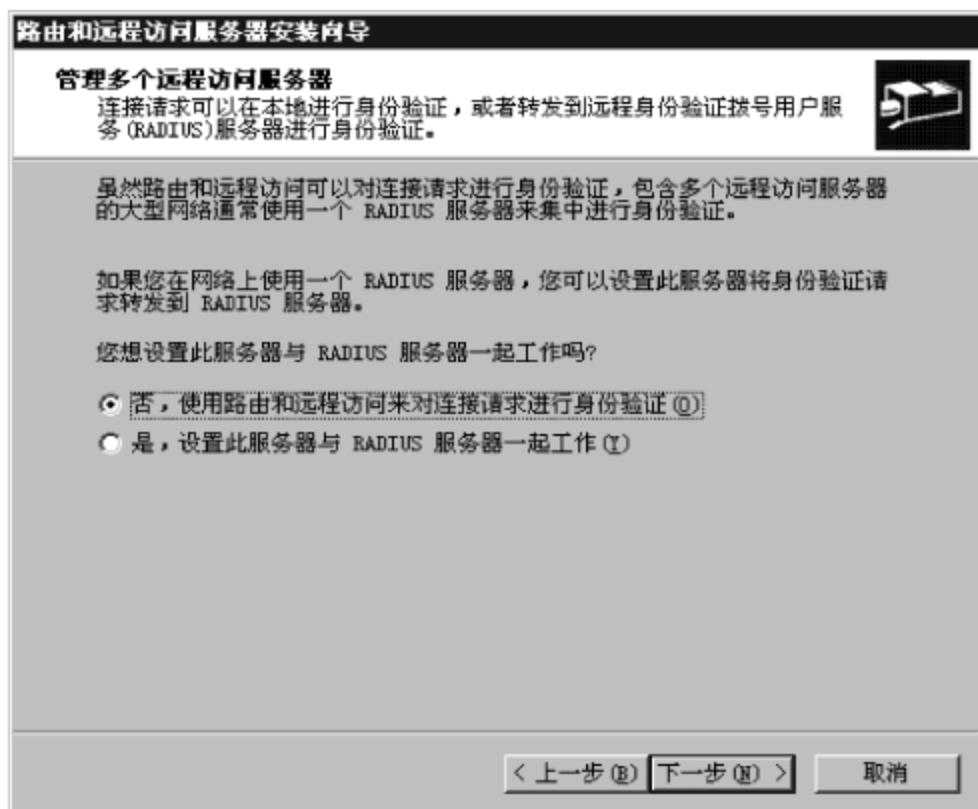 路由和远程访问服务器安装向导
管理多个远程访问服务器
连接请求可以在本地进行身份验证，或者转发到远程身份验证拨号用户服
务(RADIUS)服务器进行身份验证。
虽然路由和远程访问可以对连接请求进行身份验证，包含多个远程访问服务器
的大型网络通常使用一个 RADIUS 服务器来集中进行身份验证。
如果您在网络上使用一个 RADIUS 服务器，您可以设置此服务器将身份验证请
求转发到 RADIUS 服务器。
您想设置此服务器与 RADIUS 服务器一起工作吗?
否，使用路由和远程访问来对连接请求进行身份验证(O)
是，设置此服务器与 RADIUS 服务器一起工作(Y)
< 上一步(B) 下一步(N) > 取消